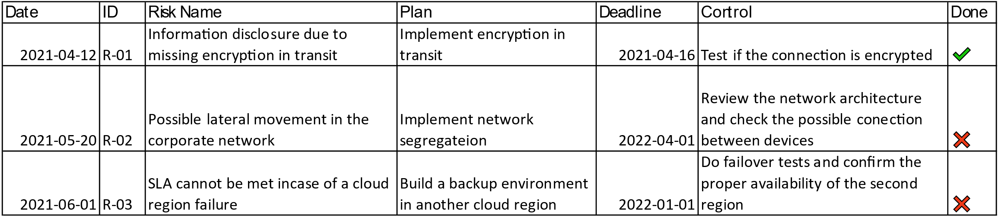 Date ID Risk Name Plan Deadline Control Done
Information disclosure due to
missing encryption in transit
Implement encryption in
transit
2021-04-12 R-01
2021-04-16 Test if the connection is encrypted
2021-05-20 R-02
Possible lateral movement in the
corporate network
Implement network
segregateion
2022-04-01
Review the network architecture
and check the possible conection
between devices
2021-06-01 R-03
SLA cannot be met incase of a cloud
region failure
Build a backup environment
in another cloud region
2022-01-01
Do failover tests and confirm the
proper availability of the second
region